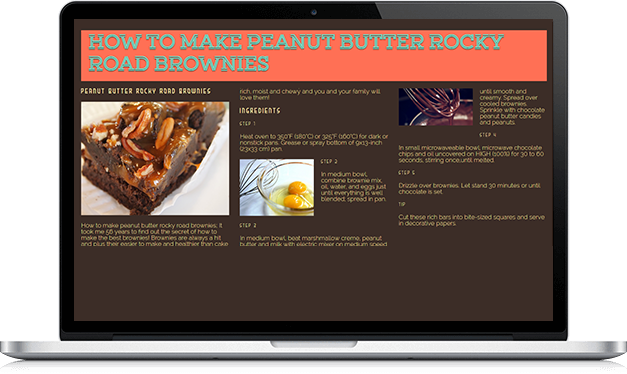 HOW TO MAKE PEANUT BUTTER ROCKY
ROAD BROWNIES
PEANUT BUTTER ROCKY ROAD BROWNIES
How to make peanut butter rocky road brownies; It
took me 56 years to find out the secret of how to
make the best brownies! Brownies are always a hit
and plus their easier to make and healthier than cake
rich, moist and chewy and you and your family will
love them!
INGREDIENTS
STEP 1
Heat oven to 350°F (180°C) or 325°F (160°C) for dark or
nonstick pans. Grease or spray bottom of 9x13-inch
(23x33 cm) pan.
STEP 2
In medium bowl,
combine brownie mix,
oil, water, and eggs just
until everything is well
blended, spread in pan.
STEP 3
In medium bowl, beat marshmallow creme, peanut
butter and milk with electric mixer on medium speed
until smooth and
creamy. Spread over
cooled brownies.
Sprinkle with chocolate
peanut butter candies
and peanuts.
STEP 4
In small microwaveable bowl, microwave chocolate
chips and oil uncovered on HIGH (100%) for 30 to 60
seconds, stirring once,until melted.
STEP 5
Drizzle over brownies. Let stand 30 minutes or until
chocolate is set.
TIP
Cut these rich bars into bite-sized squares and serve
in decorative papers.